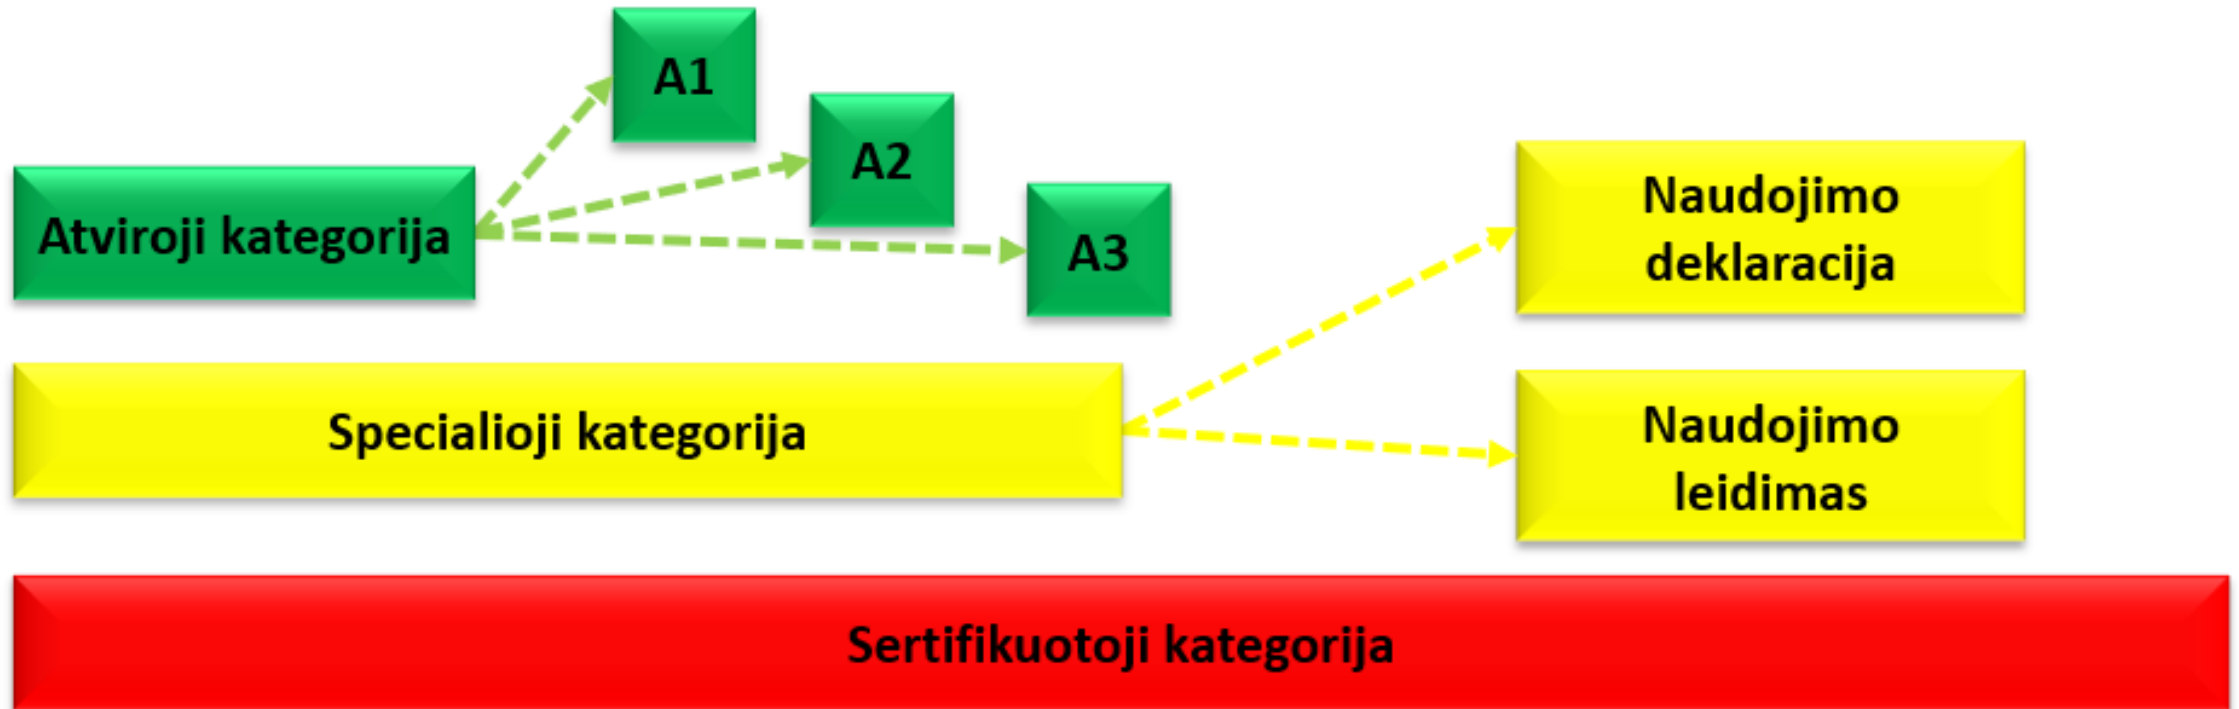 A1
A2
Atviroji kategorija
A3
Naudojimo
deklaracija
Specialioji kategorija
Naudojimo
leidimas
Sertifikuotoji kategorija